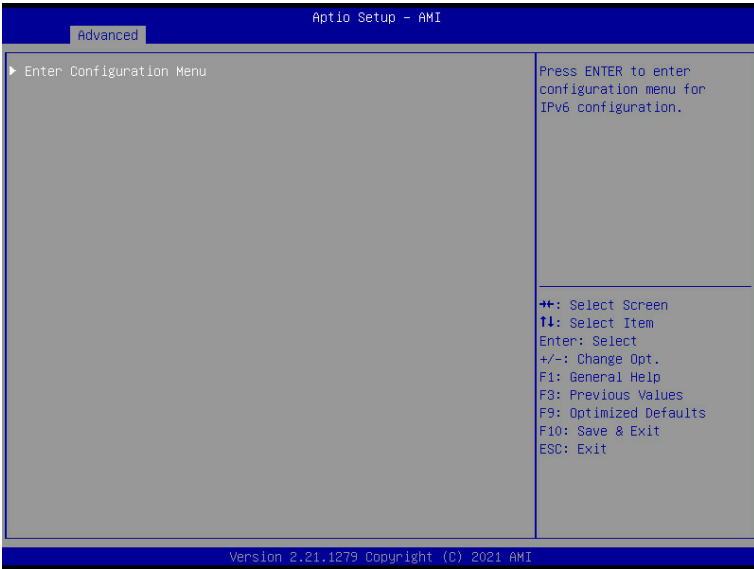 Aptio Setup – AMI
Advanced
▶ Enter Configuration Menu
Press ENTER to enter
configuration menu for
IPv6 configuration.
→←: Select Screen
↑↓: Select Item
Enter: Select
+/-: Change Opt.
F1: General Help
F3: Previous Values
F9: Optimized Defaults
F10: Save & Exit
ESC: Exit
Version 2.21.1279 Copyright (C) 2021 AMI